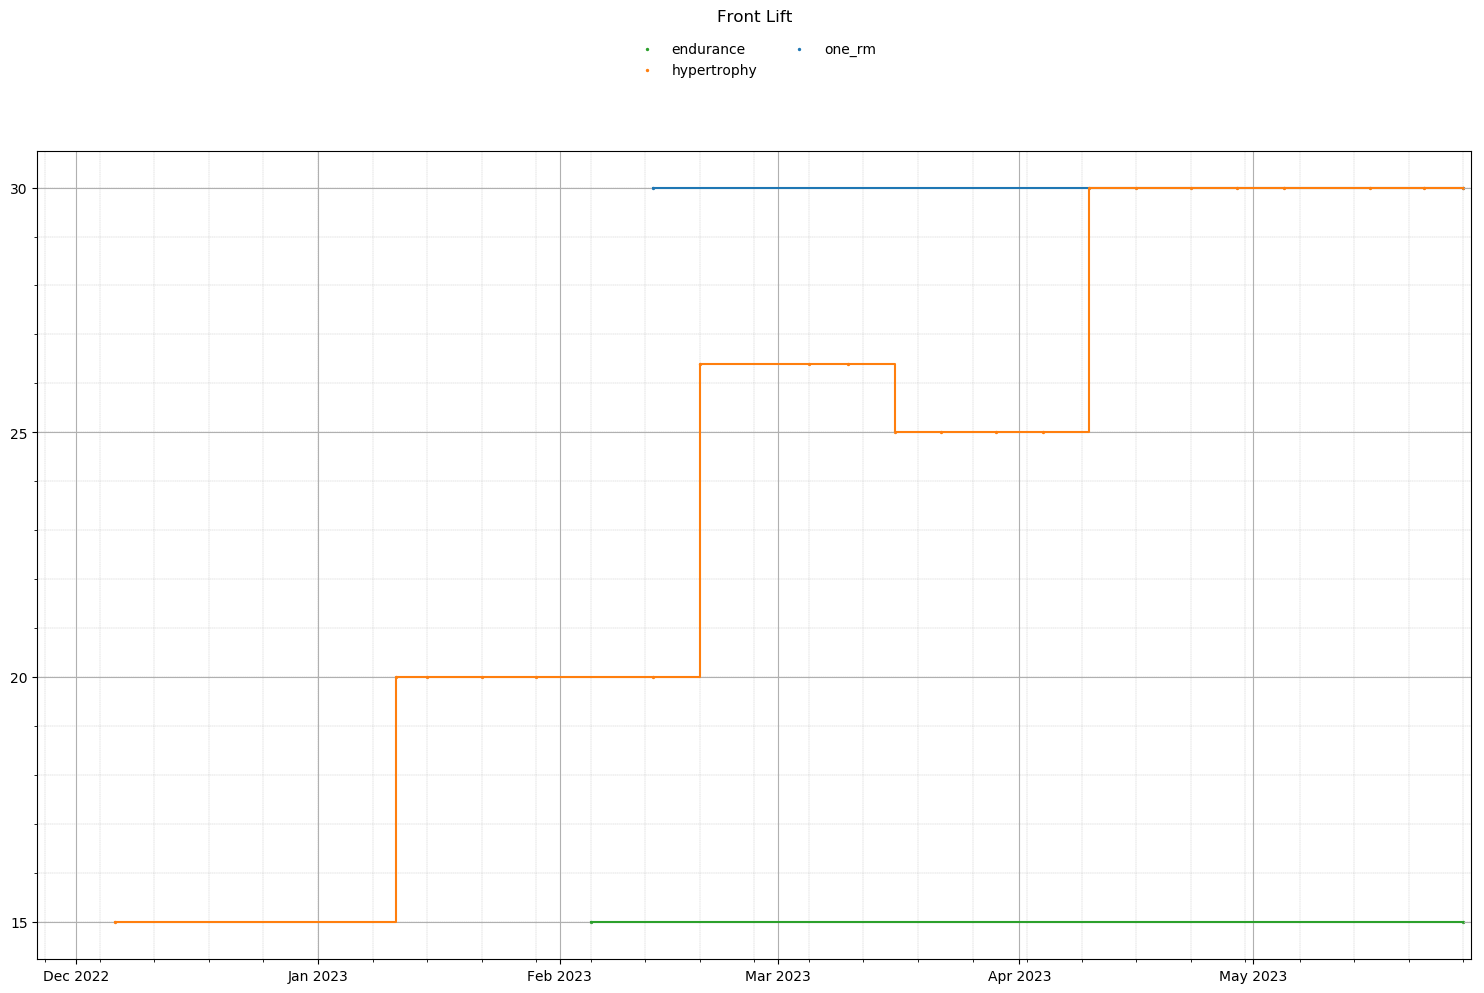 Front Lift
endurance
hypertrophy
one_rm
30
25
20
15
Dec 2022
Jan 2023
Feb 2023
Mar 2023
Apr 2023
May 2023